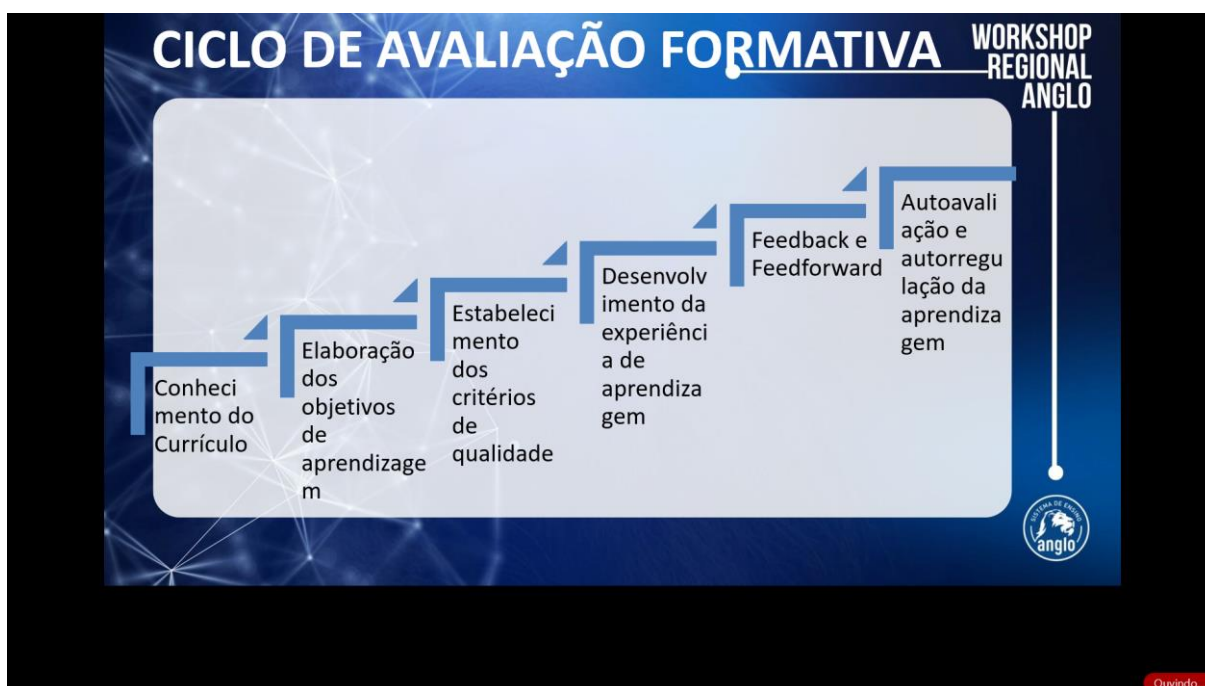 CICLO DE AVALIAÇÃO FORMATIVA
WORKSHOP
REGIONAL
ANGLO
Conheci
mento do
Currículo
Elaboração
dos
objetivos
de
aprendizage
m
Estabeleci
mento
dos
critérios
de
qualidade
Desenvolv
imento da
experiênci
a de
aprendiza
gem
Feedback e
Feedforward
Autoavali
ação e
autorregu
lação da
aprendiza
gem
SISTEMA DE ENSINO
anglo
Ouvindo